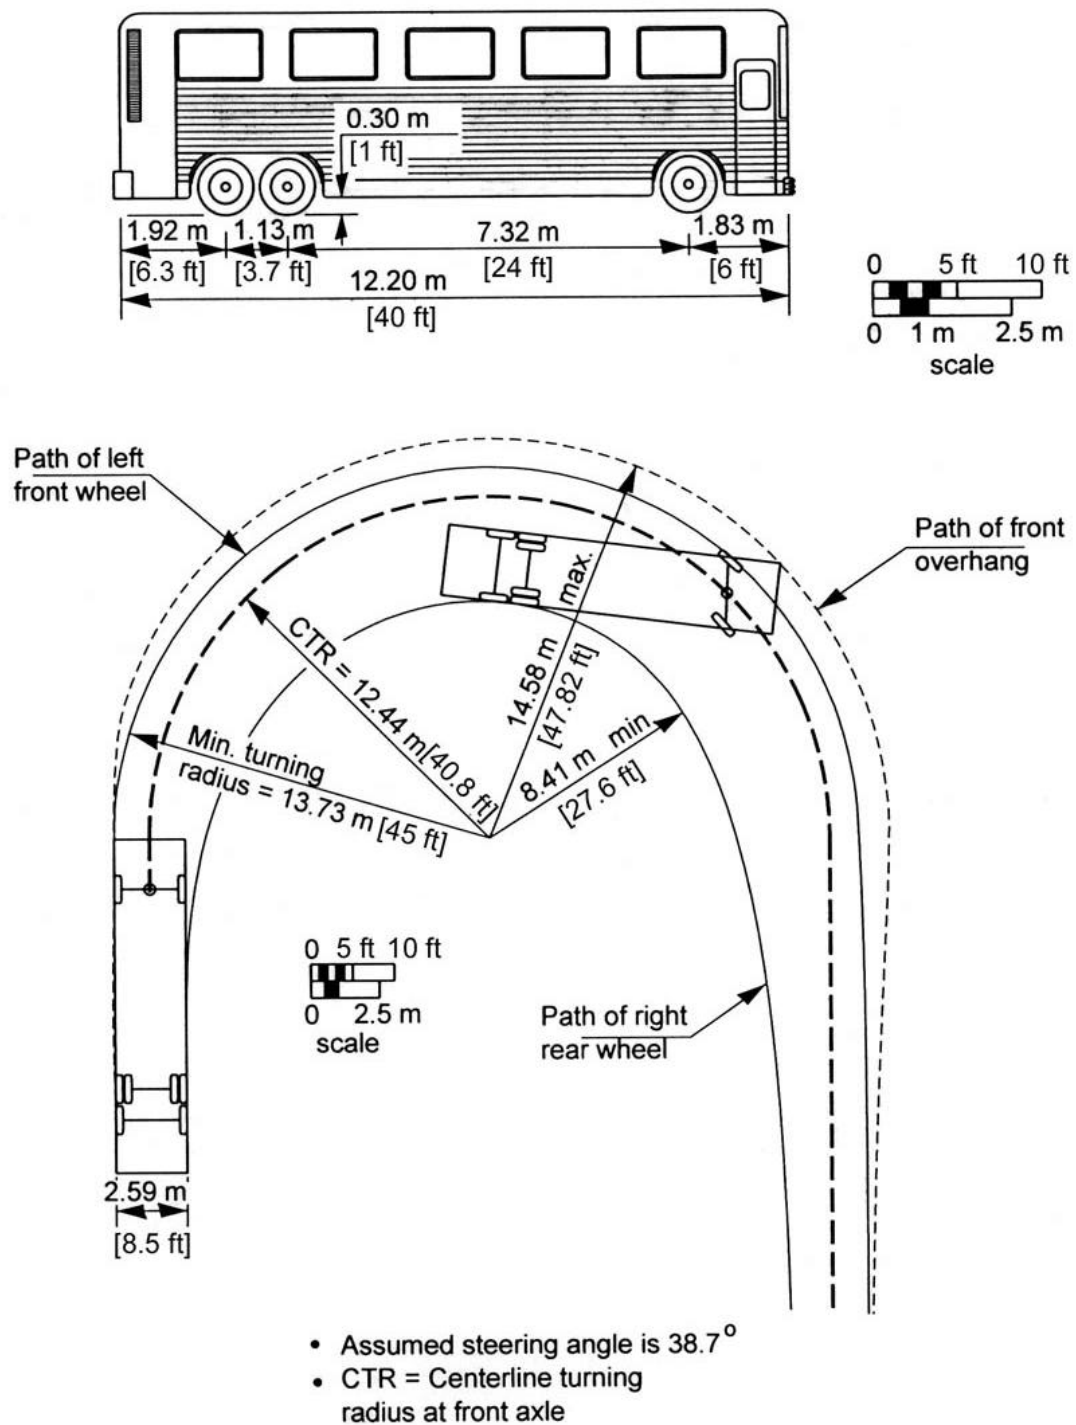 0.30 m
[1 ft]
1.92 m
1.13 m
7.32 m
1.83 m
[6.3 ft]
[3.7 ft]
[24 ft]
[6 ft]
12.20 m
[40 ft]
0 5 ft 10 ft
0 1 m 2.5 m
scale
Path of left
front wheel
Path of front
overhang
CTR = 12.44 m[40.8 ft]
14.58 m max.
[47.82 ft]
Min. turning
radius = 13.73 m [45 ft]
8.41 m min
[27.6 ft]
0 5 ft 10 ft
0 2.5 m
scale
Path of right
rear wheel
2.59 m
[8.5 ft]
• Assumed steering angle is 38.7°
• CTR = Centerline turning
radius at front axle